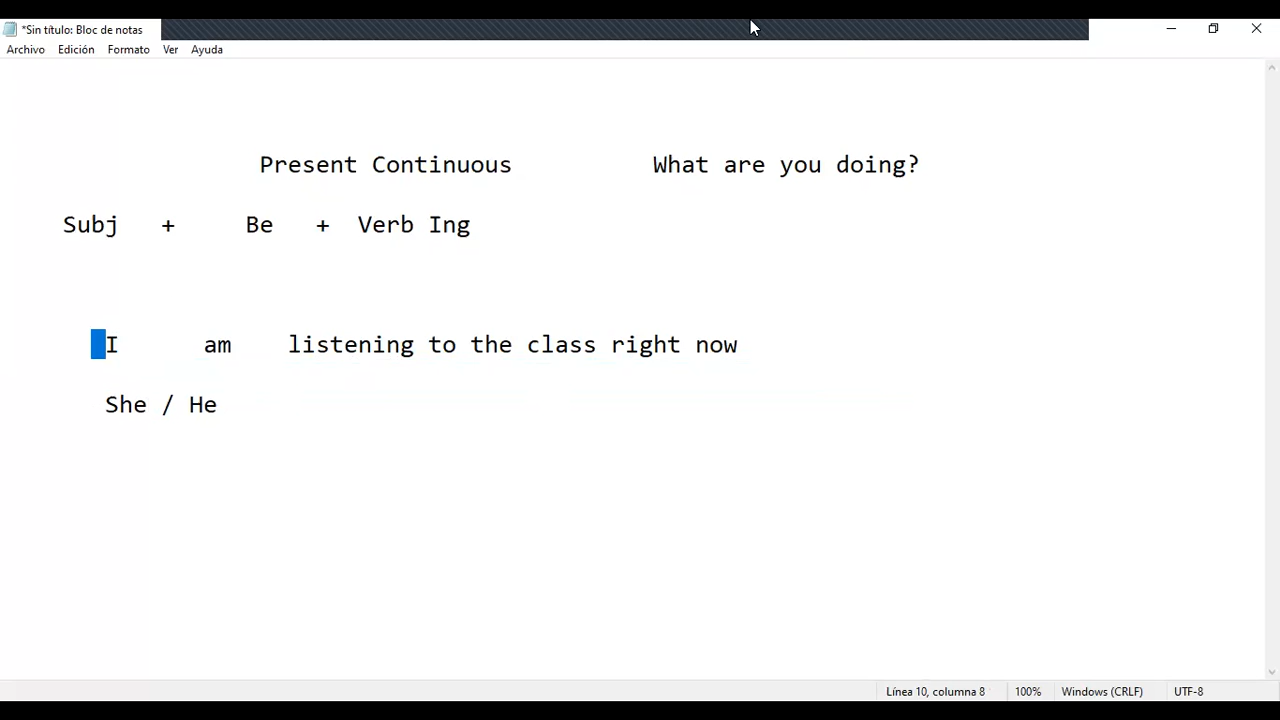 *Sin título: Bloc de notas
Archivo Edición Formato Ver Ayuda
Present Continuous What are you doing?
Subj + Be + Verb Ing
I am listening to the class right now
She / He
Línea 10, columna 8 100% Windows (CRLF) UTF-8